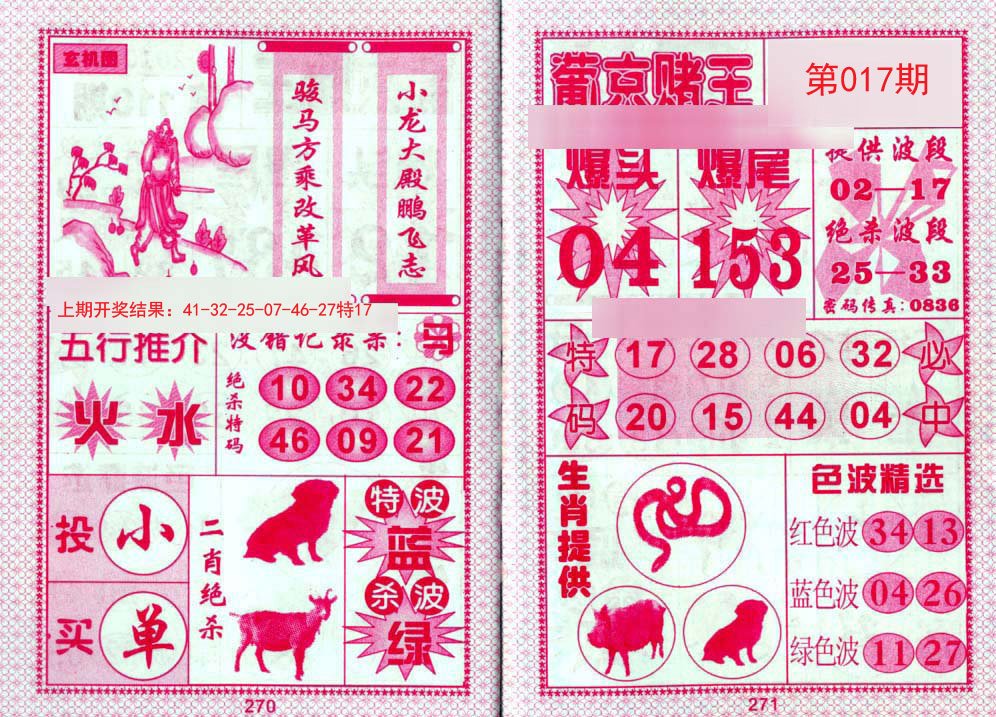 玄机图
骏马方乘改革风
小龙大殿鹏飞志
上期开奖结果：41-32-25-07-46-27特17
五行推介
火 水
没错记录杀：马
绝杀特码
10 34 22
46 09 21
投 小
买 单
二肖绝杀
特波
蓝
杀波
绿
270
葡京赌王
第017期
爆头
04
爆尾
153
提供波段
02—17
绝杀波段
25—33
密码传真：0836
特码
17 28 06 32
20 15 44 04
必中
生肖提供
色波精选
红色波 34 13
蓝色波 04 26
绿色波 11 27
271